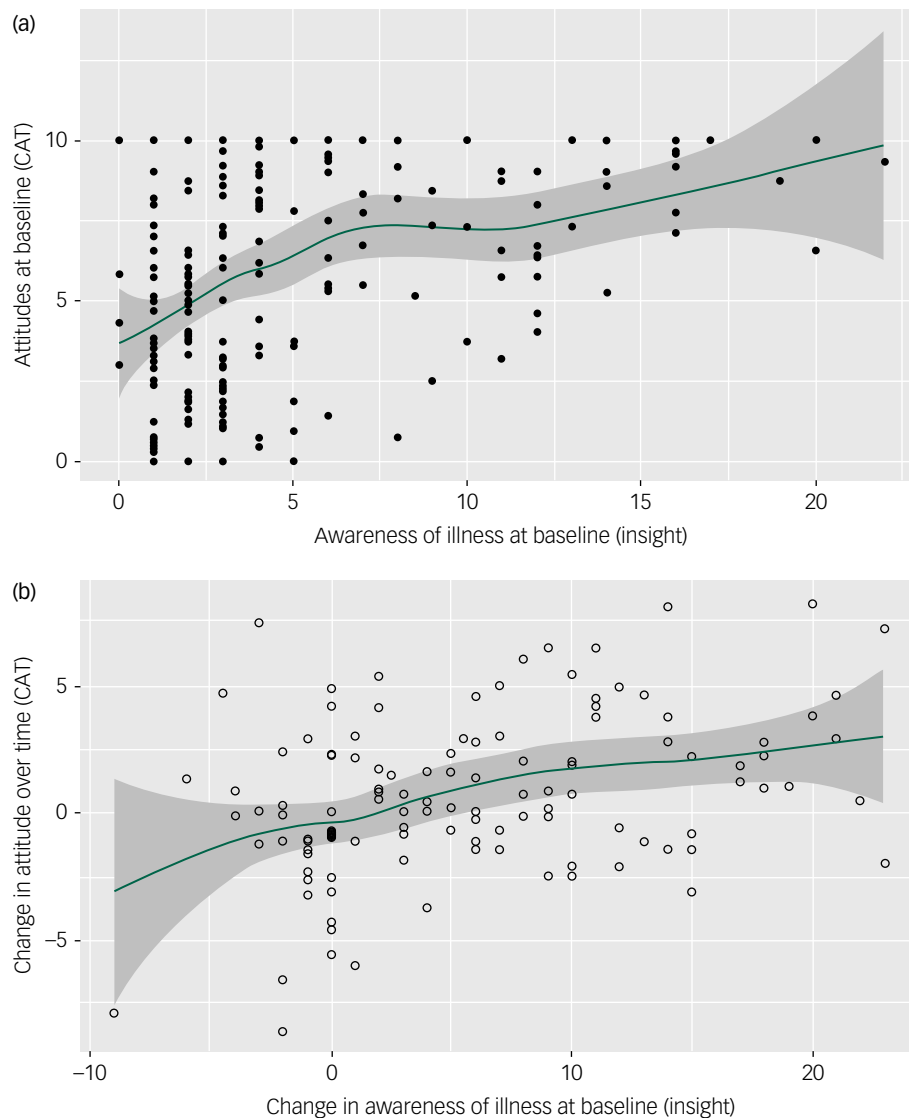 (a)
Attitudes at baseline (CAT)
10
5
0
0 5 10 15 20
Awareness of illness at baseline (insight)
(b)
Change in attitude over time (CAT)
5
0
–5
–10 0 10 20
Change in awareness of illness at baseline (insight)